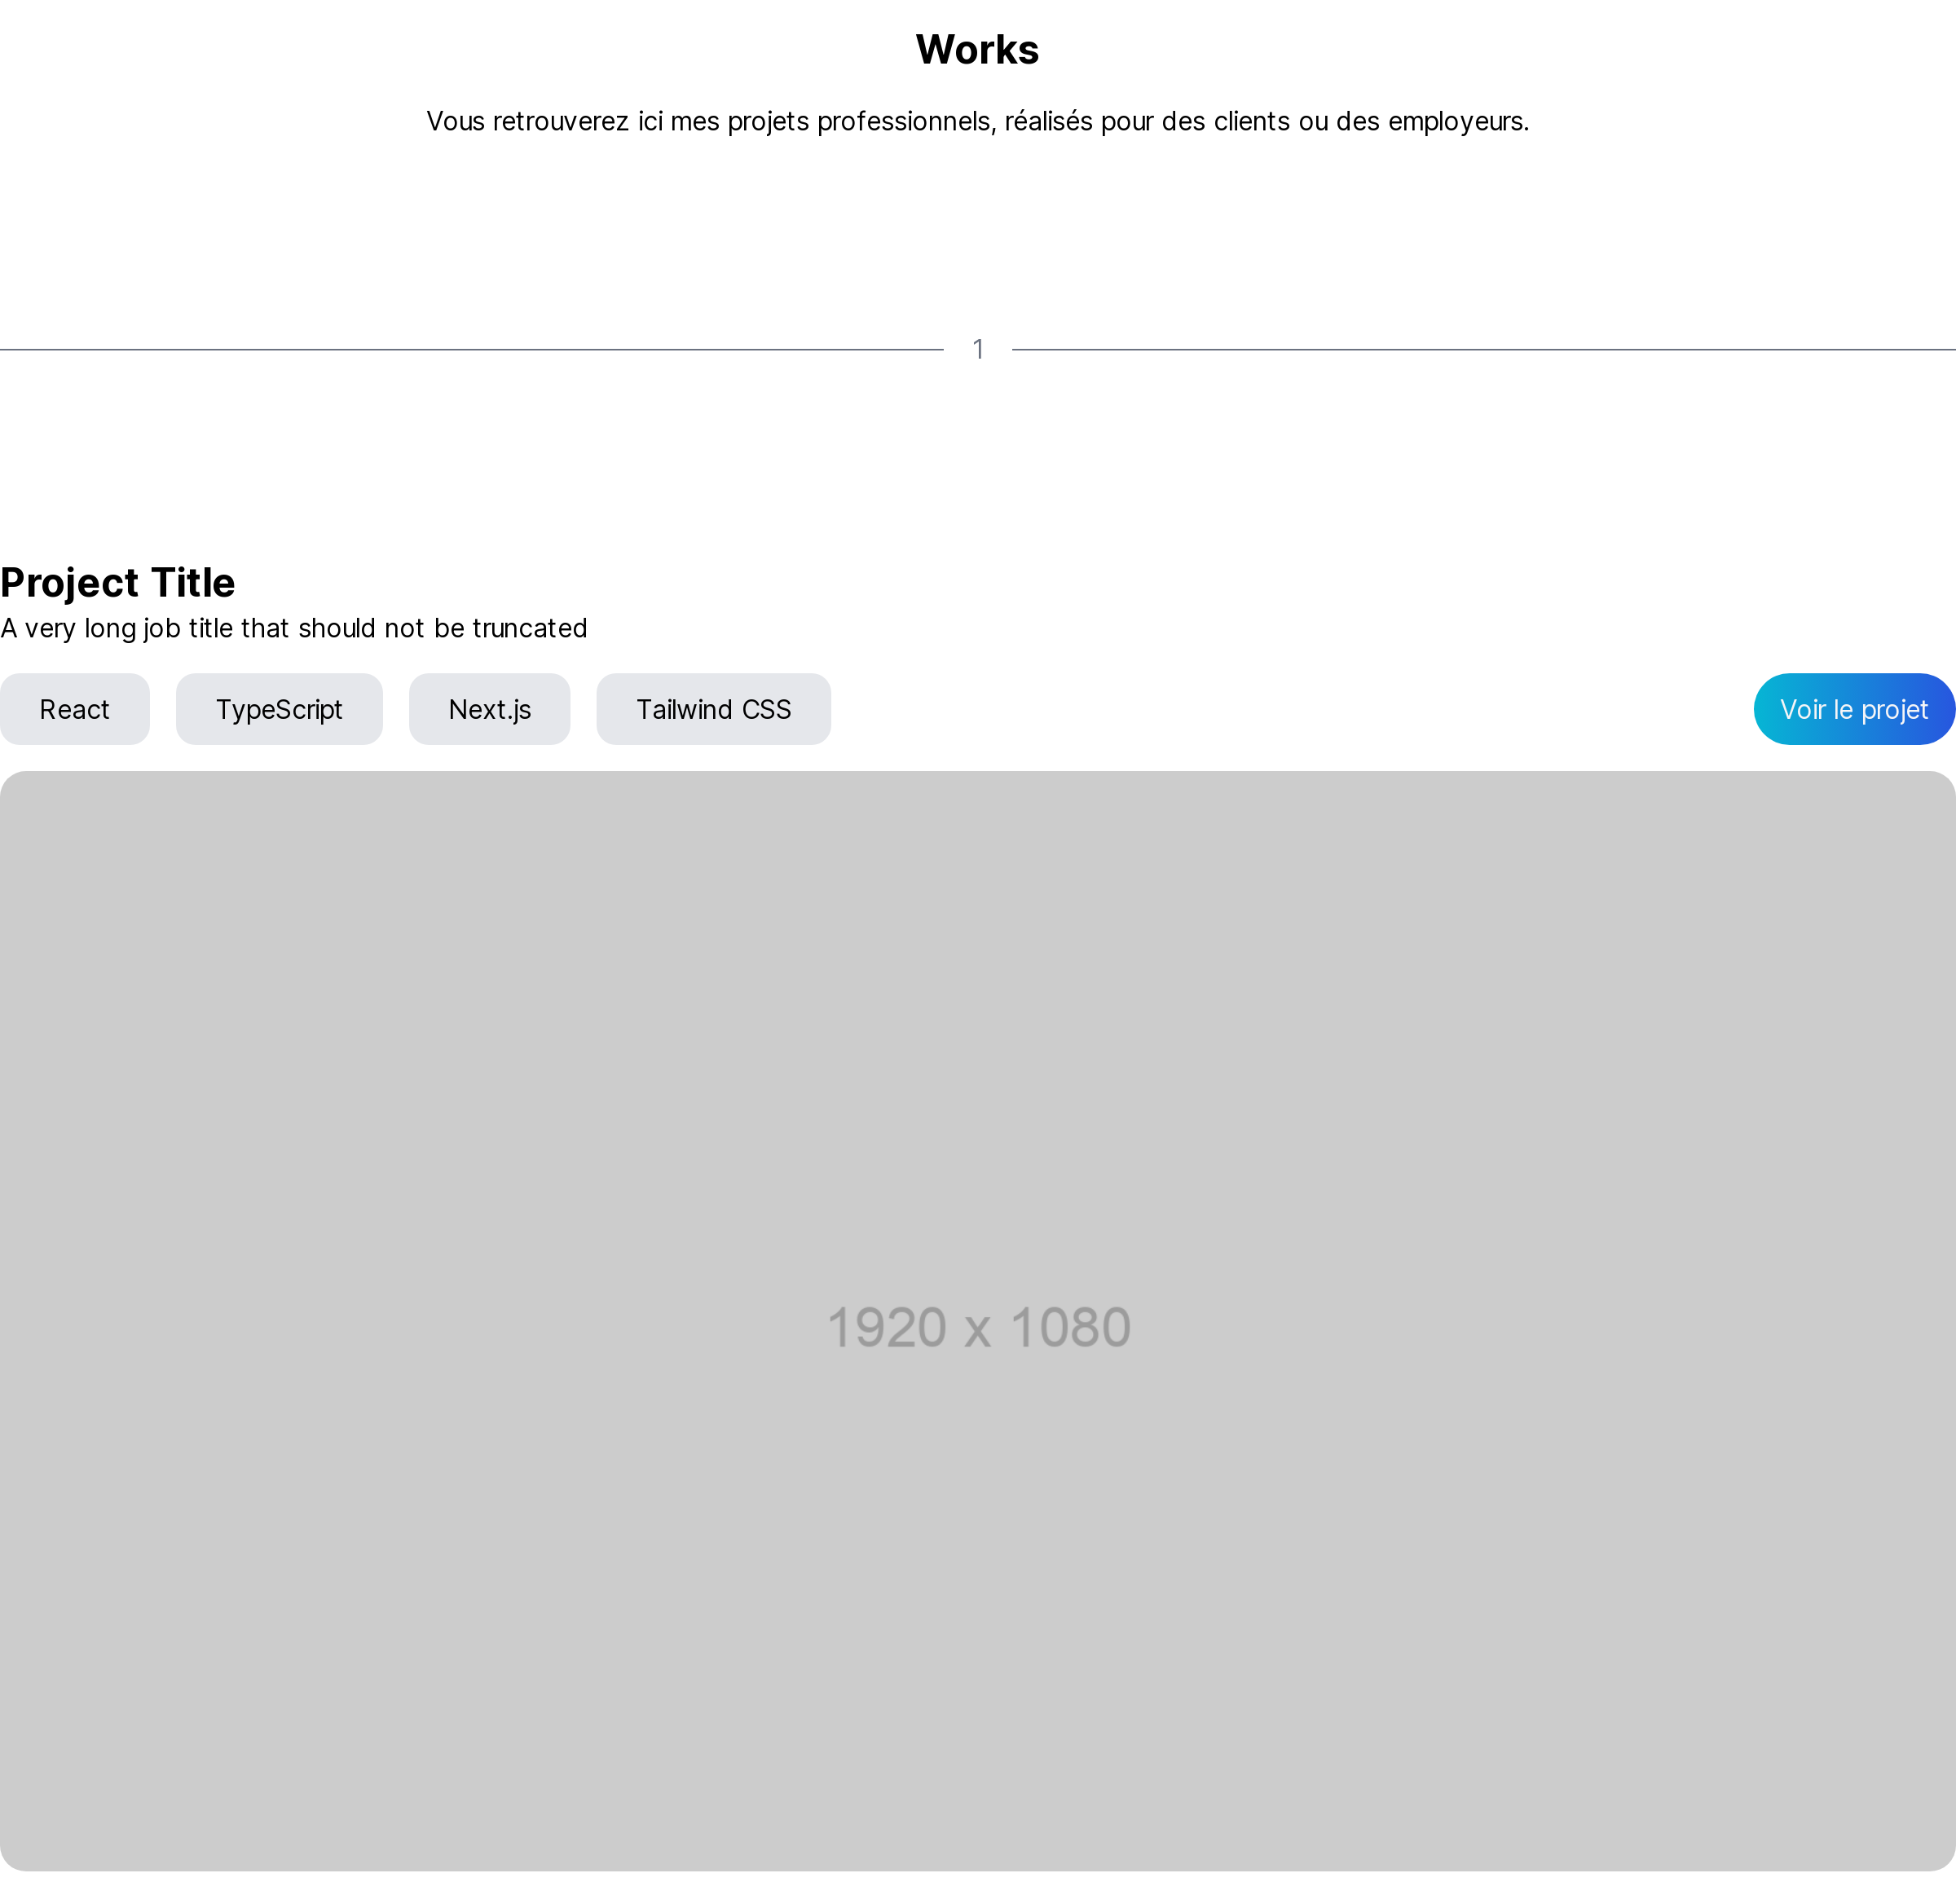 Works
Vous retrouverez ici mes projets professionnels, réalisés pour des clients ou des employeurs.
1
Project Title
A very long job title that should not be truncated
React TypeScript Next.js Tailwind CSS Voir le projet
1920 x 1080